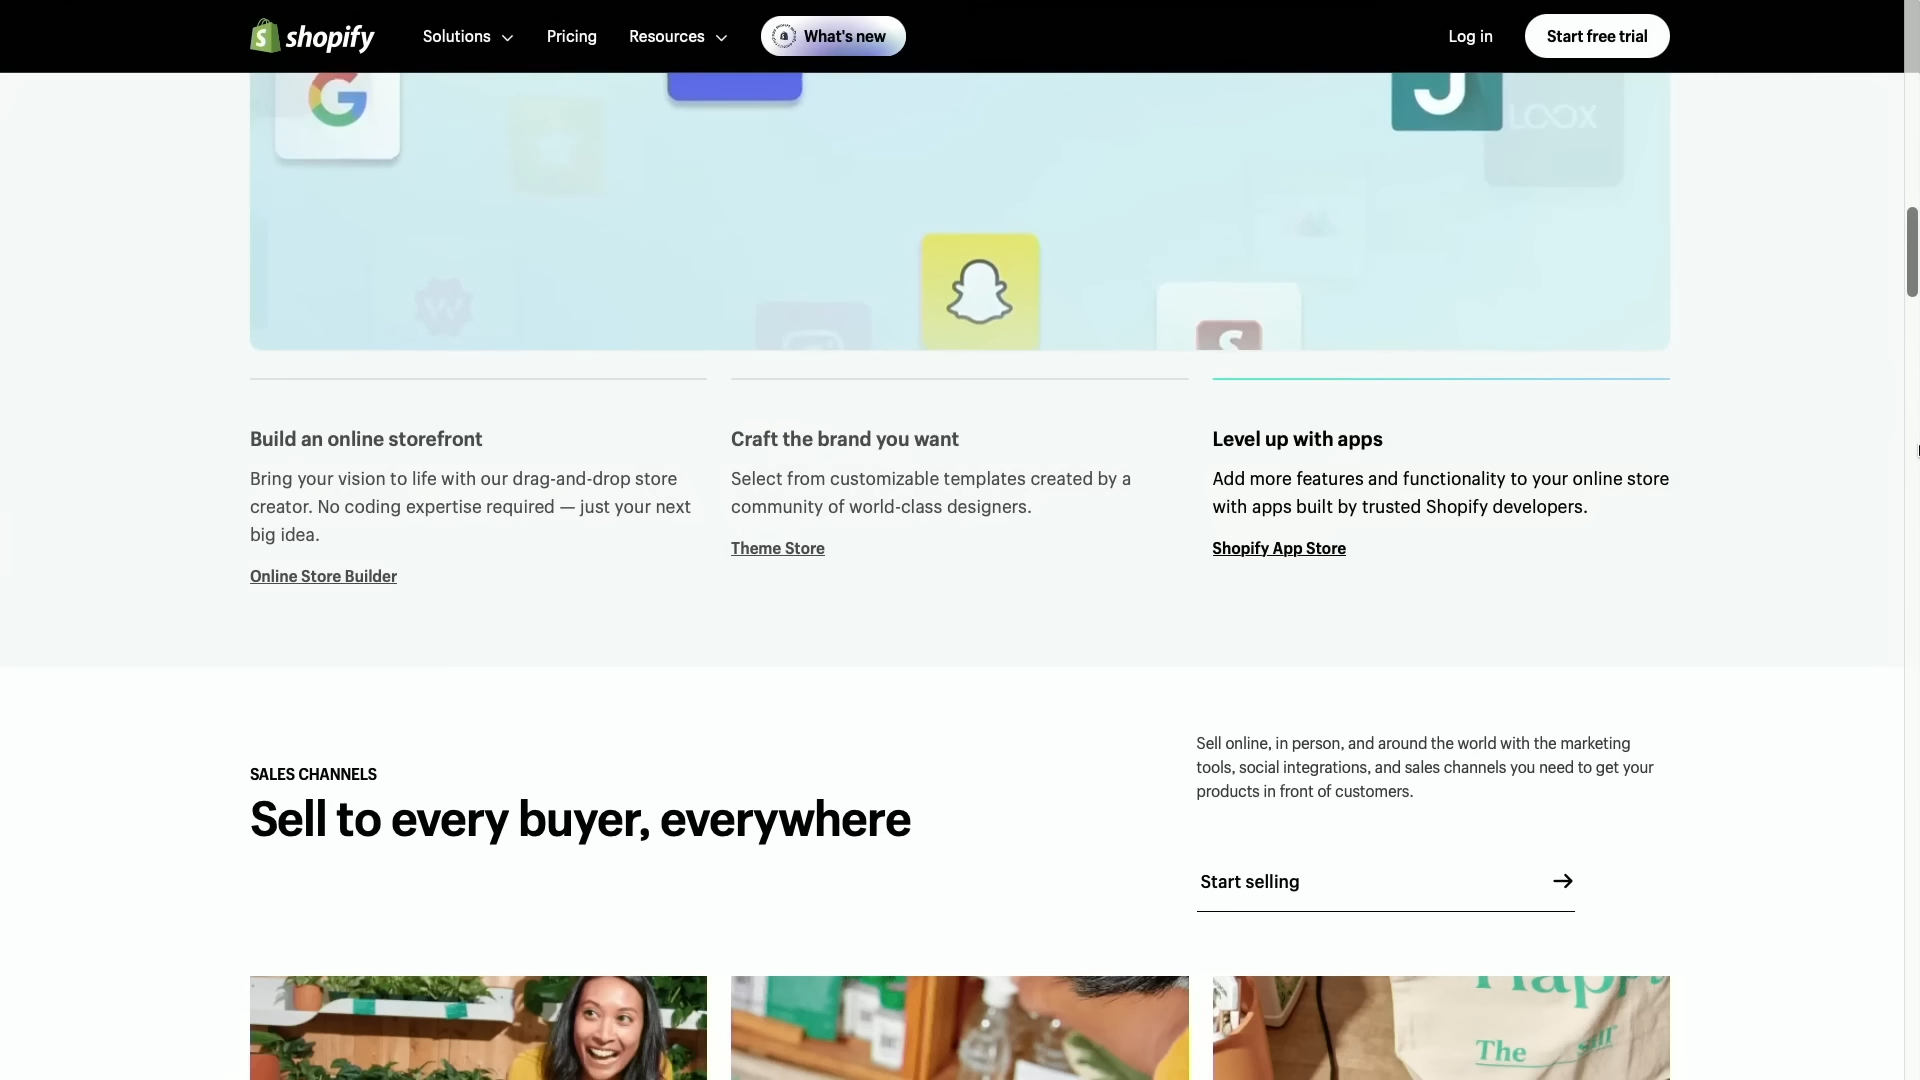 shopify
Solutions
Pricing
Resources
What's new
Log in
Start free trial
G
J
LOOX
W
S
Build an online storefront
Bring your vision to life with our drag-and-drop store
creator. No coding expertise required — just your next
big idea.
Online Store Builder
Craft the brand you want
Select from customizable templates created by a
community of world-class designers.
Theme Store
Level up with apps
Add more features and functionality to your online store
with apps built by trusted Shopify developers.
Shopify App Store
SALES CHANNELS
Sell to every buyer, everywhere
Sell online, in person, and around the world with the marketing
tools, social integrations, and sales channels you need to get your
products in front of customers.
Start selling
The